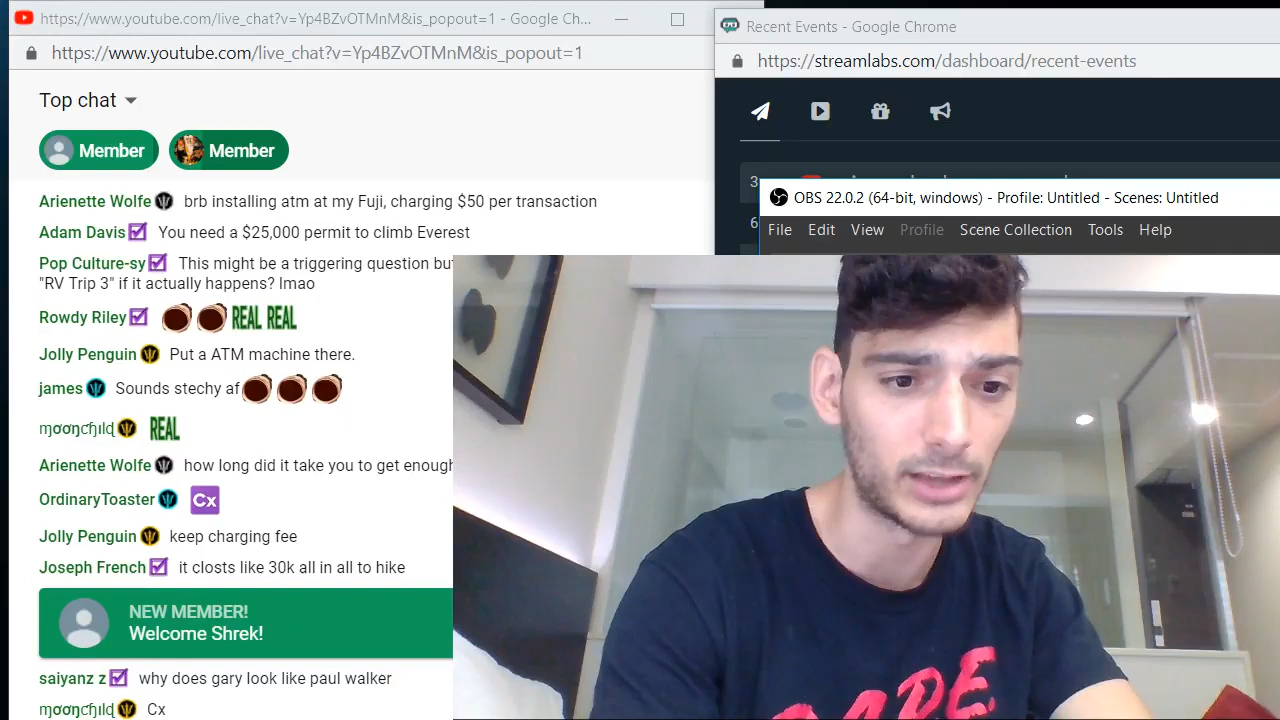 https://www.youtube.com/live_chat?v=Yp4BZvOTMnM&is_popout=1 - Google Ch...
https://www.youtube.com/live_chat?v=Yp4BZvOTMnM&is_popout=1
Top chat
Member
Member
Arienette Wolfe brb installing atm at my Fuji, charging $50 per transaction
Adam Davis You need a $25,000 permit to climb Everest
Pop Culture-sy This might be a triggering question but
"RV Trip 3" if it actually happens? lmao
Rowdy Riley REAL REAL
Jolly Penguin Put a ATM machine there.
james Sounds stechy af
REAL
Arienette Wolfe how long did it take you to get enough
OrdinaryToaster Cx
Jolly Penguin keep charging fee
Joseph French it closts like 30k all in all to hike
NEW MEMBER!
Welcome Shrek!
saiyanz z why does gary look like paul walker
Cx
Recent Events - Google Chrome
https://streamlabs.com/dashboard/recent-events
3
6
OBS 22.0.2 (64-bit, windows) - Profile: Untitled - Scenes: Untitled
File Edit View Profile Scene Collection Tools Help
DARE